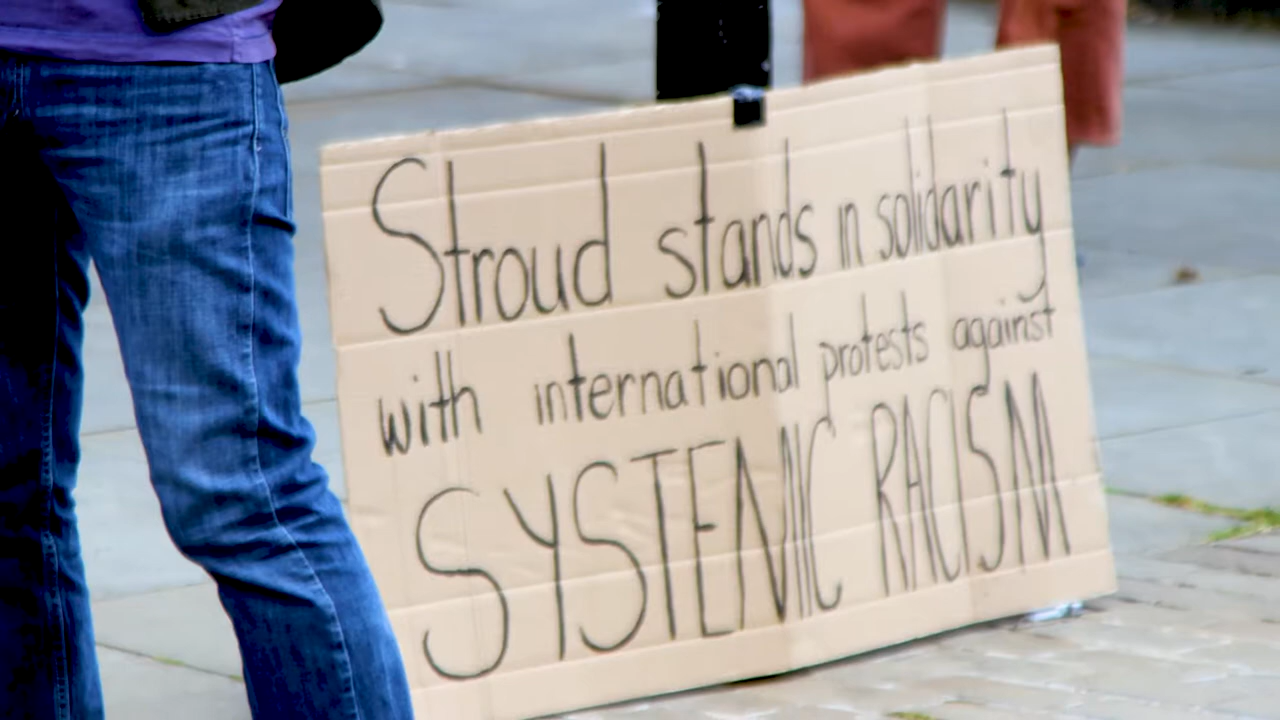 Stroud stands in solidarity
with international protests against
SYSTEMIC RACISM